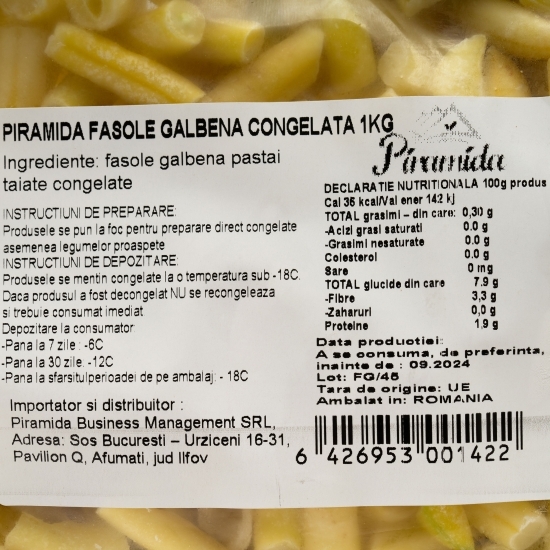 PIRAMIDA FASOLE GALBENA CONGELATA 1KG
Ingrediente: fasole galbena pastai
taiate congelate
INSTRUCTIUNI DE PREPARARE:
Produsele se pun la foc pentru preparare direct congelate
asemenea legumelor proaspete
INSTRUCTIUNI DE DEPOZITARE:
Produsele se mentin congelate la o temperatura sub -18C.
Daca produsul a fost decongelat NU se recongeleaza
si trebuie consumat imediat
Depozitare la consumator:
-Pana la 7 zile : -6C
-Pana la 30 zile: -12C
-Pana la sfarsitulperioadei de pe ambalaj: - 18C
Importator si distribuitor :
Piramida Business Management SRL,
Adresa: Sos Bucuresti – Urziceni 16-31,
Pavilion Q, Afumati, jud Ilfov
Piramida
DECLARATIE NUTRITIONALA 100g produs
Cal 35 kcal/Val ener 142 kj
TOTAL grasimi – din care: 0,30 g
-Acizi grasi saturati 0.0 g
-Grasimi nesaturate 0.0 g
Colesterol 0.0 g
Sare 0 mg
TOTAL glucide din care 7.9 g
-Fibre 3,3 g
-Zaharuri 0,0 g
Proteine 1,9 g
Data productiei:
A se consuma, de preferinta,
inainte de : 09.2024
Lot: FG/45
Tara de origine: UE
Ambalat in: ROMANIA
6 426953 001422